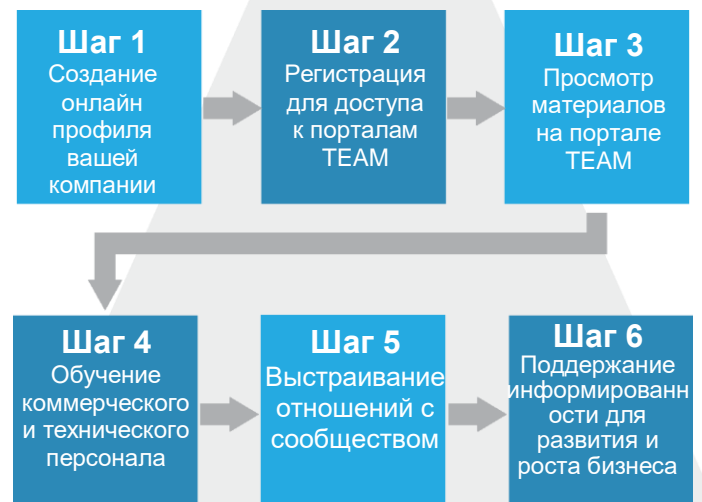 Шаг 1
Создание
онлайн
профиля
вашей
компании
Шаг 2
Регистрация
для доступа
к порталам
TEAM
Шаг 3
Просмотр
материалов
на портале
TEAM
Шаг 4
Обучение
коммерческого
и технического
персонала
Шаг 5
Выстраивание
отношений с
сообществом
Шаг 6
Поддержание
информированн
ости для
развития и
роста бизнеса